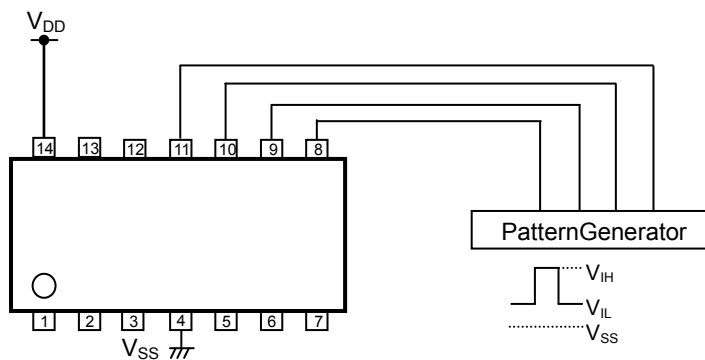 VDD
14 13 12 11 10 9 8
PatternGenerator
VIH
VIL
VSS
1 2 3 4 5 6 7
VSS